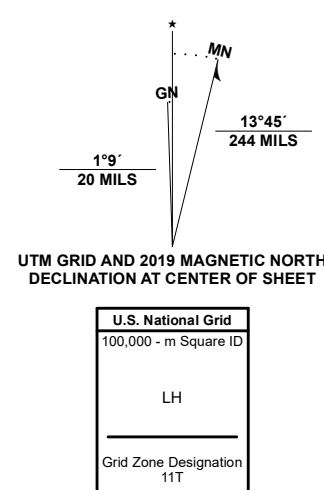 ★
MN
GN
13°45´
244 MILS
1°9´
20 MILS
UTM GRID AND 2019 MAGNETIC NORTH
DECLINATION AT CENTER OF SHEET
U.S. National Grid
100,000 - m Square ID
LH
Grid Zone Designation
11T